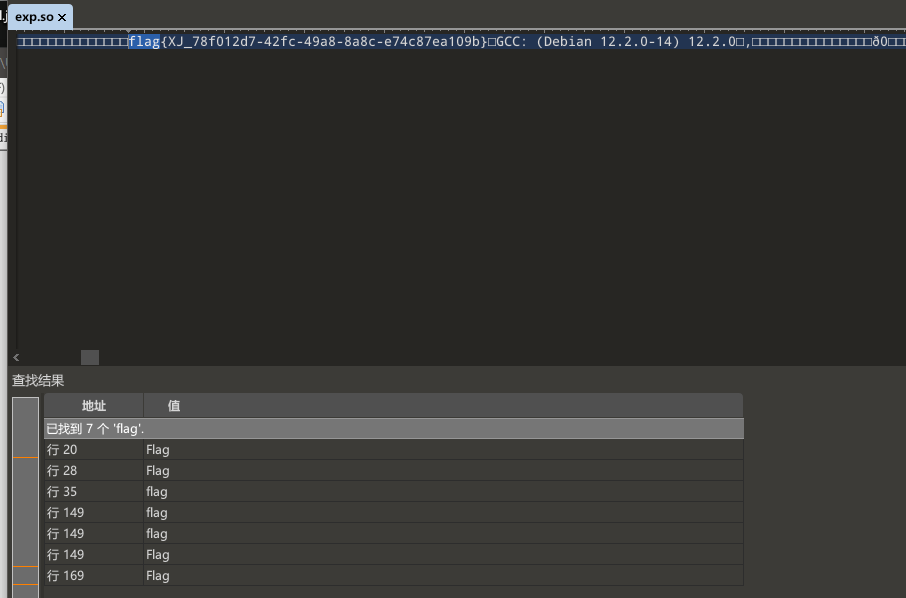 exp.so ×
flag{XJ_78f012d7-42fc-49a8-8a8c-e74c87ea109b}□GCC: (Debian 12.2.0-14) 12.2.0□,□□□□□□□□□□□□□□□ð0□□
查找结果
地址 值
已找到 7 个 'flag'.
行 20 Flag
行 28 Flag
行 35 flag
行 149 flag
行 149 flag
行 149 Flag
行 169 Flag